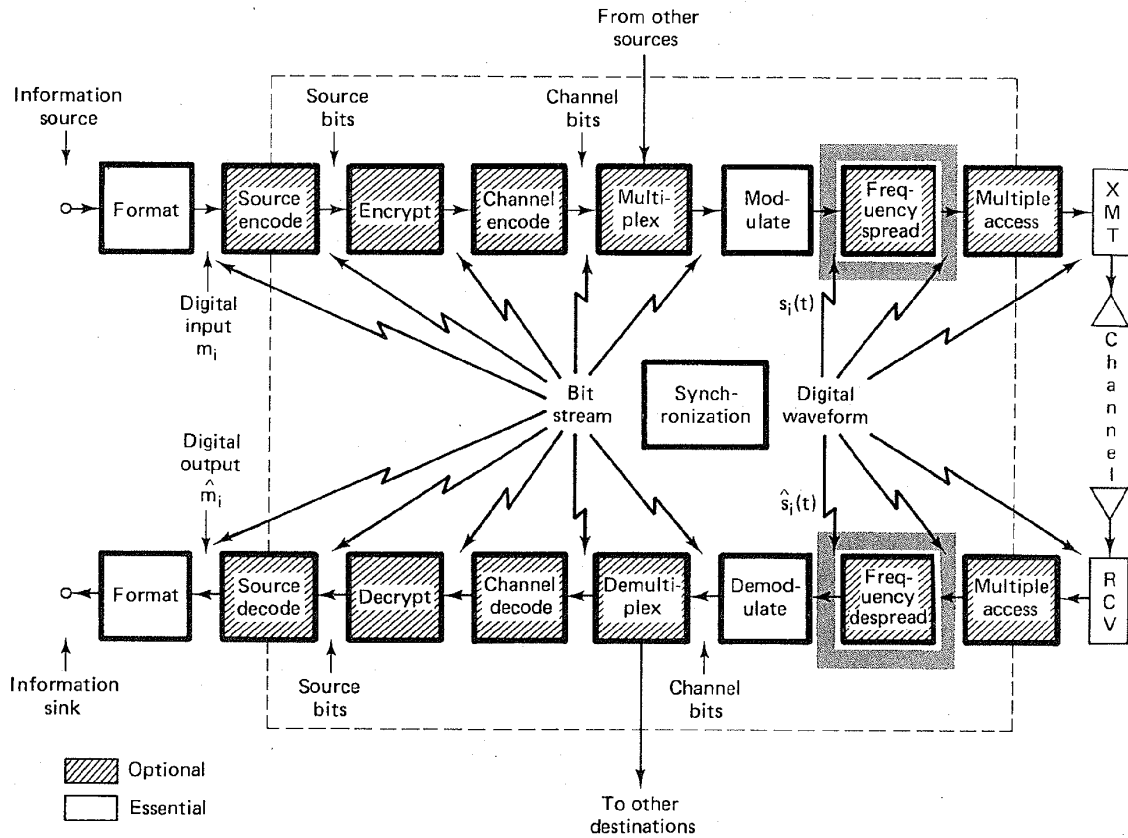 From other
sources
Information
source
Source
bits
Channel
bits
Format
Source
encode
Encrypt
Channel
encode
Multi-
plex
Mod-
ulate
Freq-
uency
spread
Multiple
access
X
M
T
Digital
input
m_i
s_i(t)
Bit
stream
Synch-
ronization
Digital
waveform
C
h
a
n
n
e
l
Digital
output
m̂_i
ŝ_i(t)
Format
Source
decode
Decrypt
Channel
decode
Demulti-
plex
Demod-
ulate
Freq-
uency
despread
Multiple
access
R
C
V
Information
sink
Source
bits
Channel
bits
Optional
Essential
To other
destinations